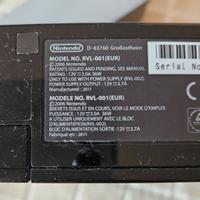 Nintendo D-63760 Großostheim
MODEL NO. RVL-001(EUR)
©2006 Nintendo
PATENTS ISSUED AND PENDING, SEE MANUAL.
RATING: 12V⎓3.0A 36W
ONLY TO USE WITH POWER SUPPLY (RVL-002).
POWER SUPPLY OUTPUT: 12V⎓3.7A
Manufactured: 2011
MODELE NO. RVL-001(EUR)
©2006 Nintendo
BREVETS ISSUS ET EN COURS, VOIR LE MODE D'EMPLOI
PUISSANCE: 12V⎓3.0A 36W
A UTILISER UNIQUEMENT AVEC LE BLOC
D'ALIMENTATION(RVL-002).
BLOC D'ALIMENTATION SORTIE: 12V⎓3.7A
Fabriqué: 2011
Serial No